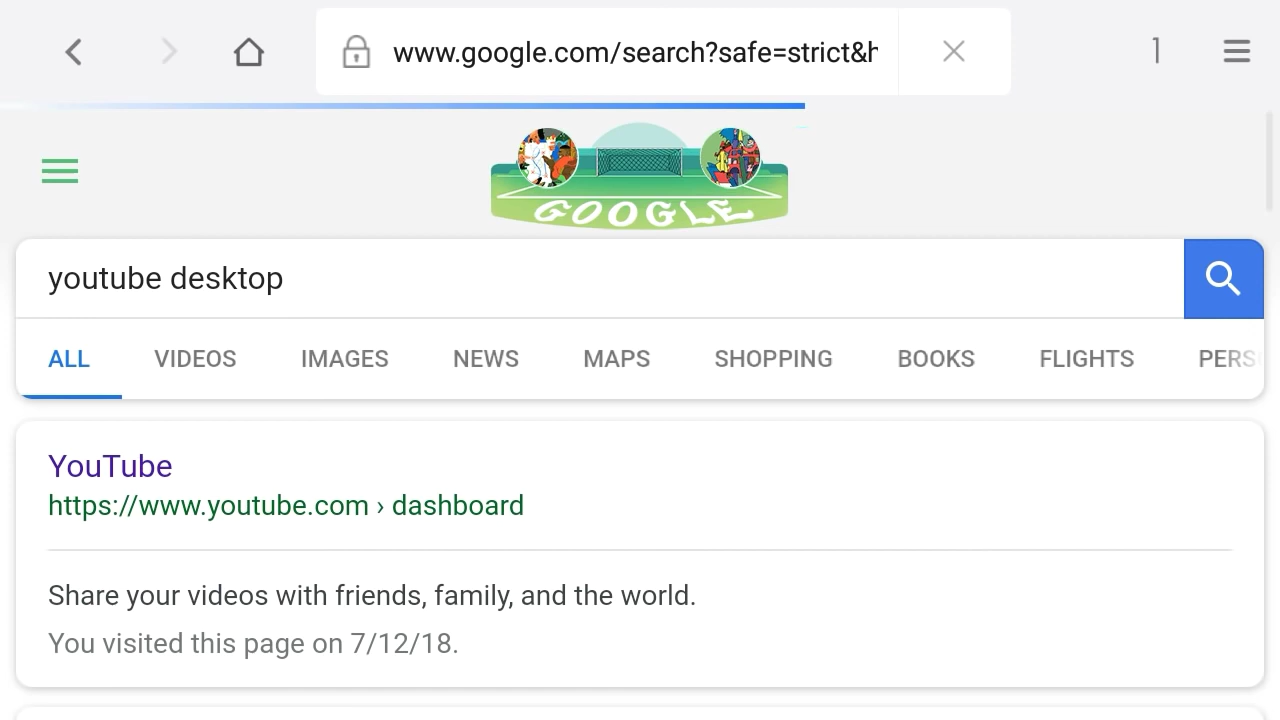 www.google.com/search?safe=strict&h
1
GOOGLE
youtube desktop
ALL VIDEOS IMAGES NEWS MAPS SHOPPING BOOKS FLIGHTS PERS
YouTube
https://www.youtube.com › dashboard
Share your videos with friends, family, and the world.
You visited this page on 7/12/18.